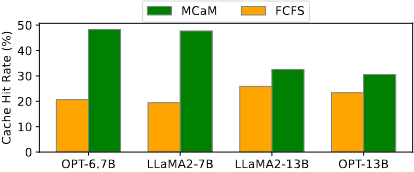 MCaM FCFS
Cache Hit Rate (%)
50
40
30
20
10
0
OPT-6.7B LLaMA2-7B LLaMA2-13B OPT-13B